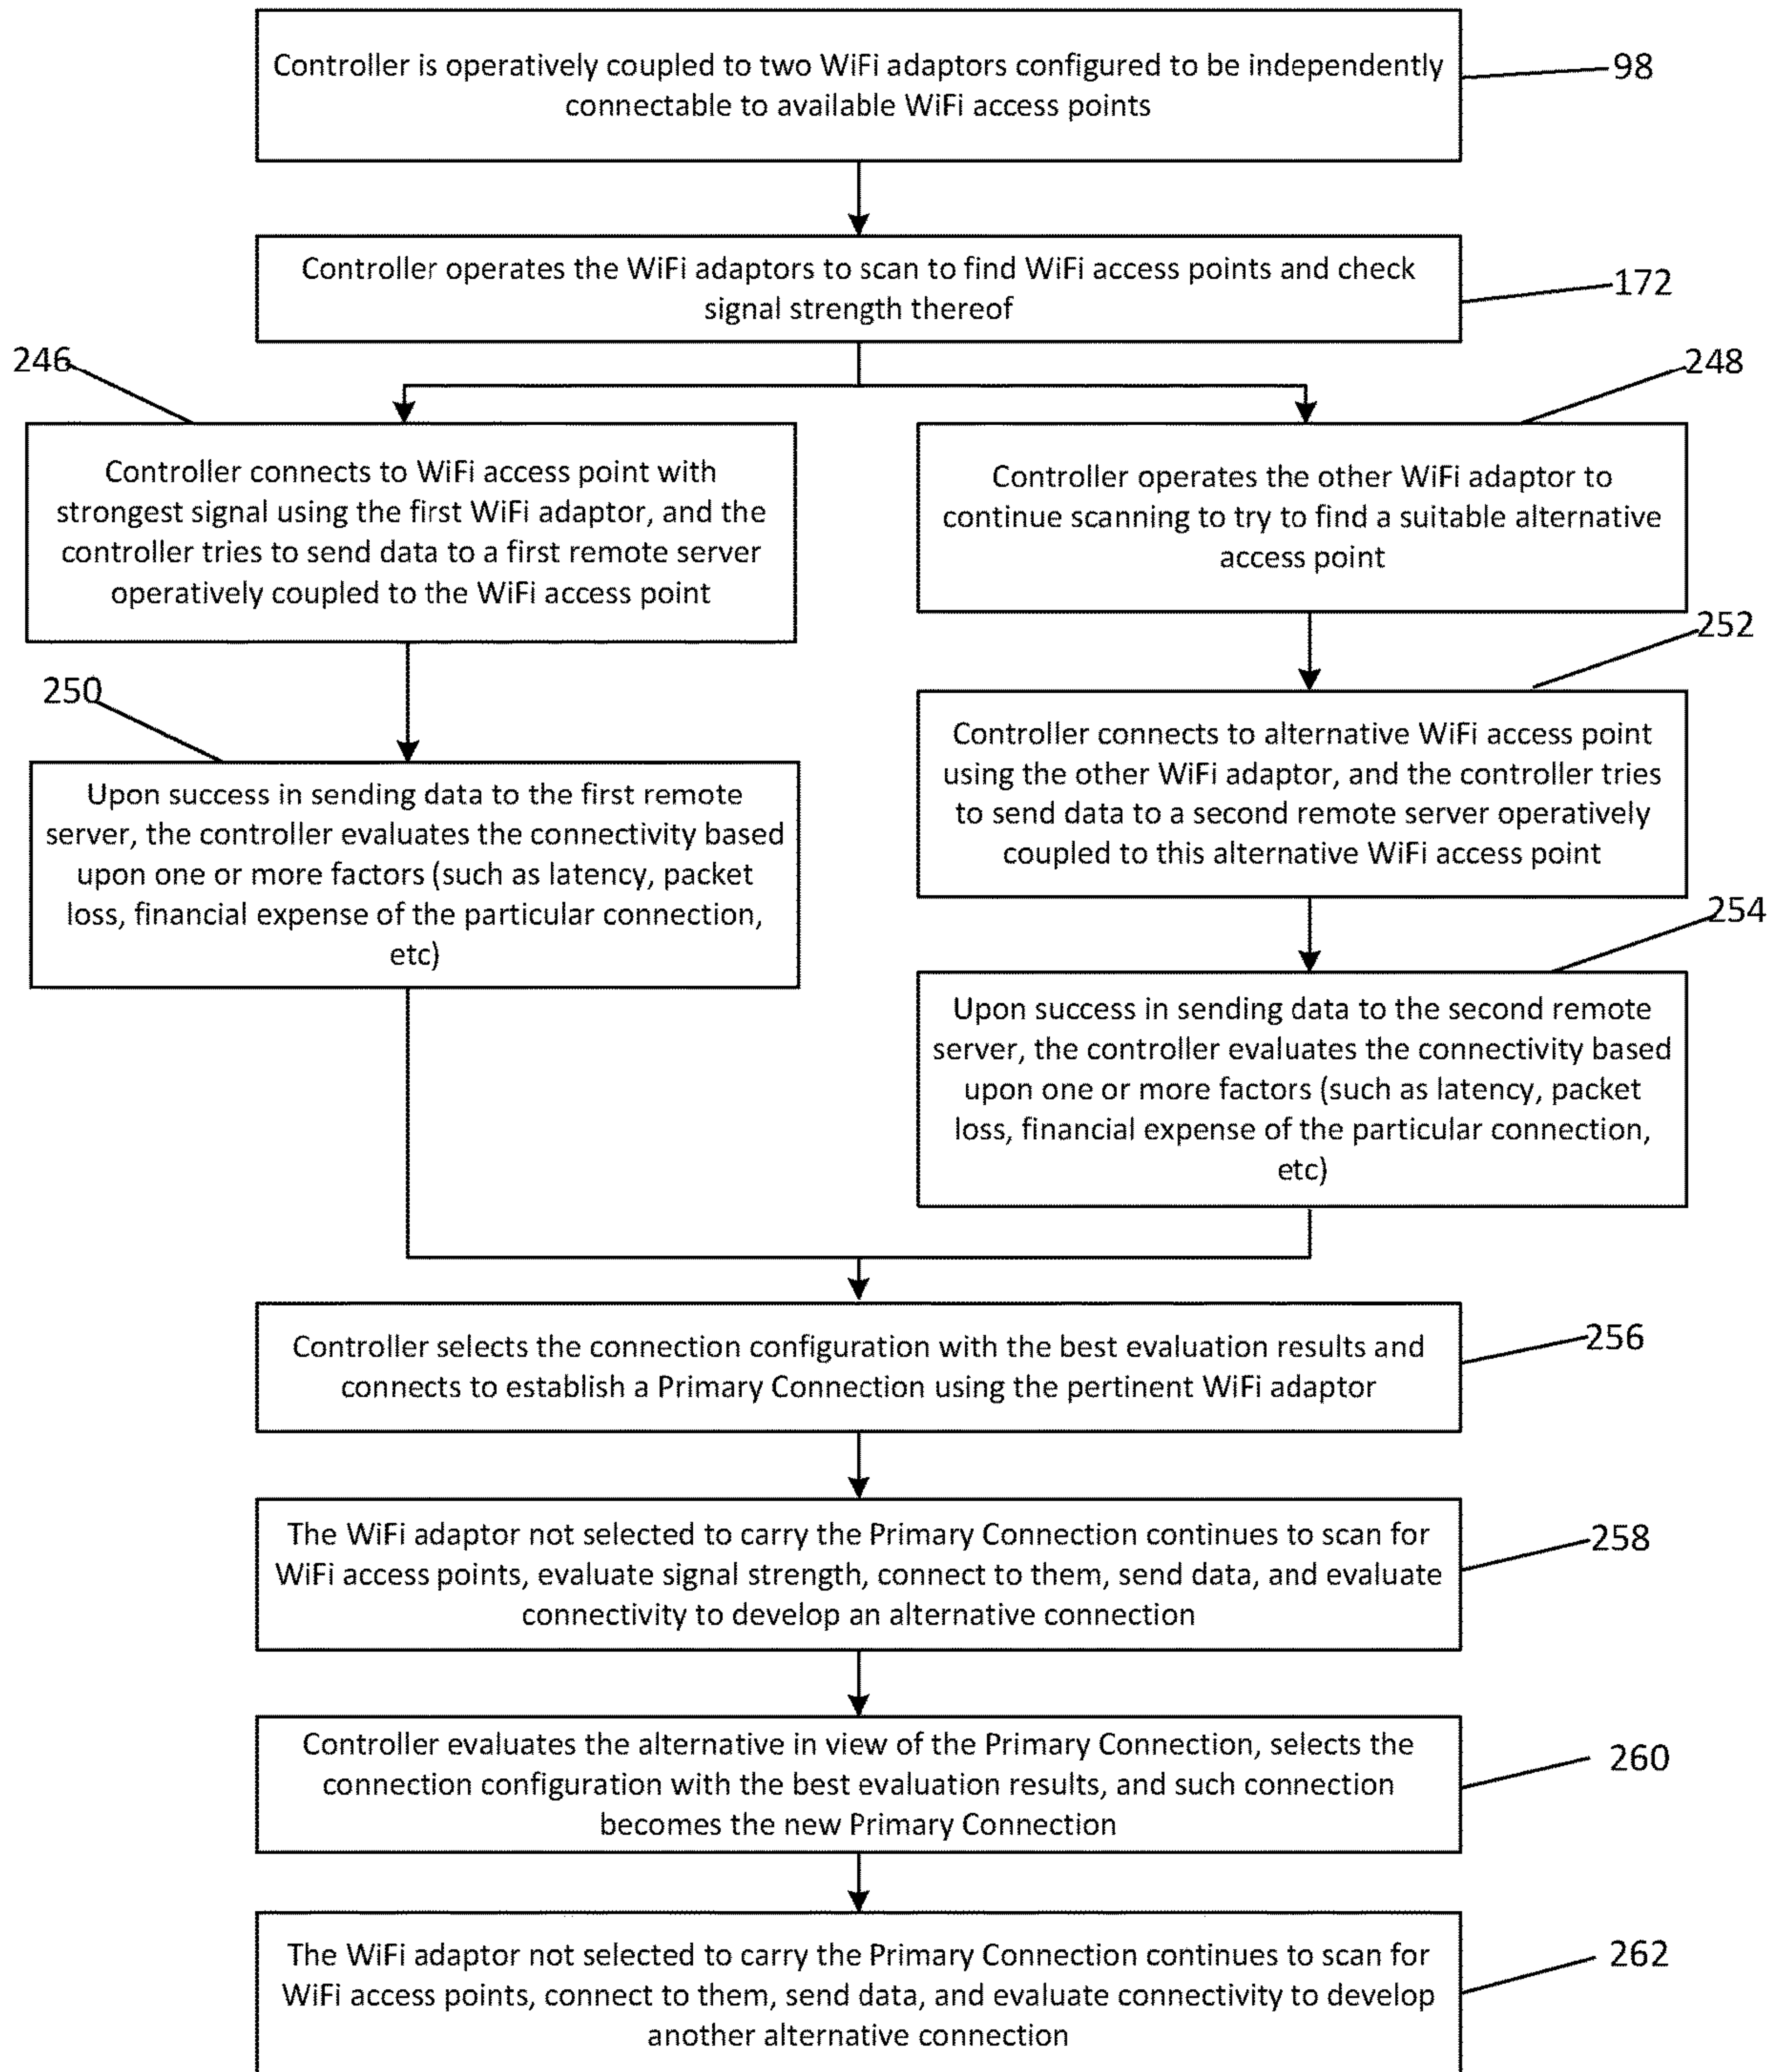 Controller is operatively coupled to two WiFi adaptors configured to be independently
connectable to available WiFi access points
98
Controller operates the WiFi adaptors to scan to find WiFi access points and check
signal strength thereof
172
246
248
Controller connects to WiFi access point with
strongest signal using the first WiFi adaptor, and the
controller tries to send data to a first remote server
operatively coupled to the WiFi access point
Controller operates the other WiFi adaptor to
continue scanning to try to find a suitable alternative
access point
250
252
Upon success in sending data to the first remote
server, the controller evaluates the connectivity based
upon one or more factors (such as latency, packet
loss, financial expense of the particular connection,
etc)
Controller connects to alternative WiFi access point
using the other WiFi adaptor, and the controller tries
to send data to a second remote server operatively
coupled to this alternative WiFi access point
254
Upon success in sending data to the second remote
server, the controller evaluates the connectivity based
upon one or more factors (such as latency, packet
loss, financial expense of the particular connection,
etc)
Controller selects the connection configuration with the best evaluation results and
connects to establish a Primary Connection using the pertinent WiFi adaptor
256
The WiFi adaptor not selected to carry the Primary Connection continues to scan for
WiFi access points, evaluate signal strength, connect to them, send data, and evaluate
connectivity to develop an alternative connection
258
Controller evaluates the alternative in view of the Primary Connection, selects the
connection configuration with the best evaluation results, and such connection
becomes the new Primary Connection
260
The WiFi adaptor not selected to carry the Primary Connection continues to scan for
WiFi access points, connect to them, send data, and evaluate connectivity to develop
another alternative connection
262